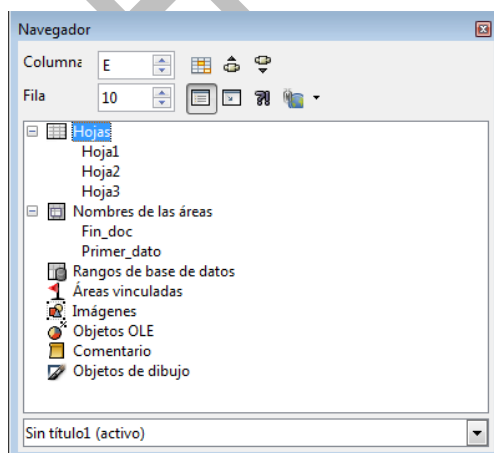 Navegador
Columna E
Fila 10
Hojas
Hoja1
Hoja2
Hoja3
Nombres de las áreas
Fin_doc
Primer_dato
Rangos de base de datos
Áreas vinculadas
Imágenes
Objetos OLE
Comentario
Objetos de dibujo
Sin título1 (activo)